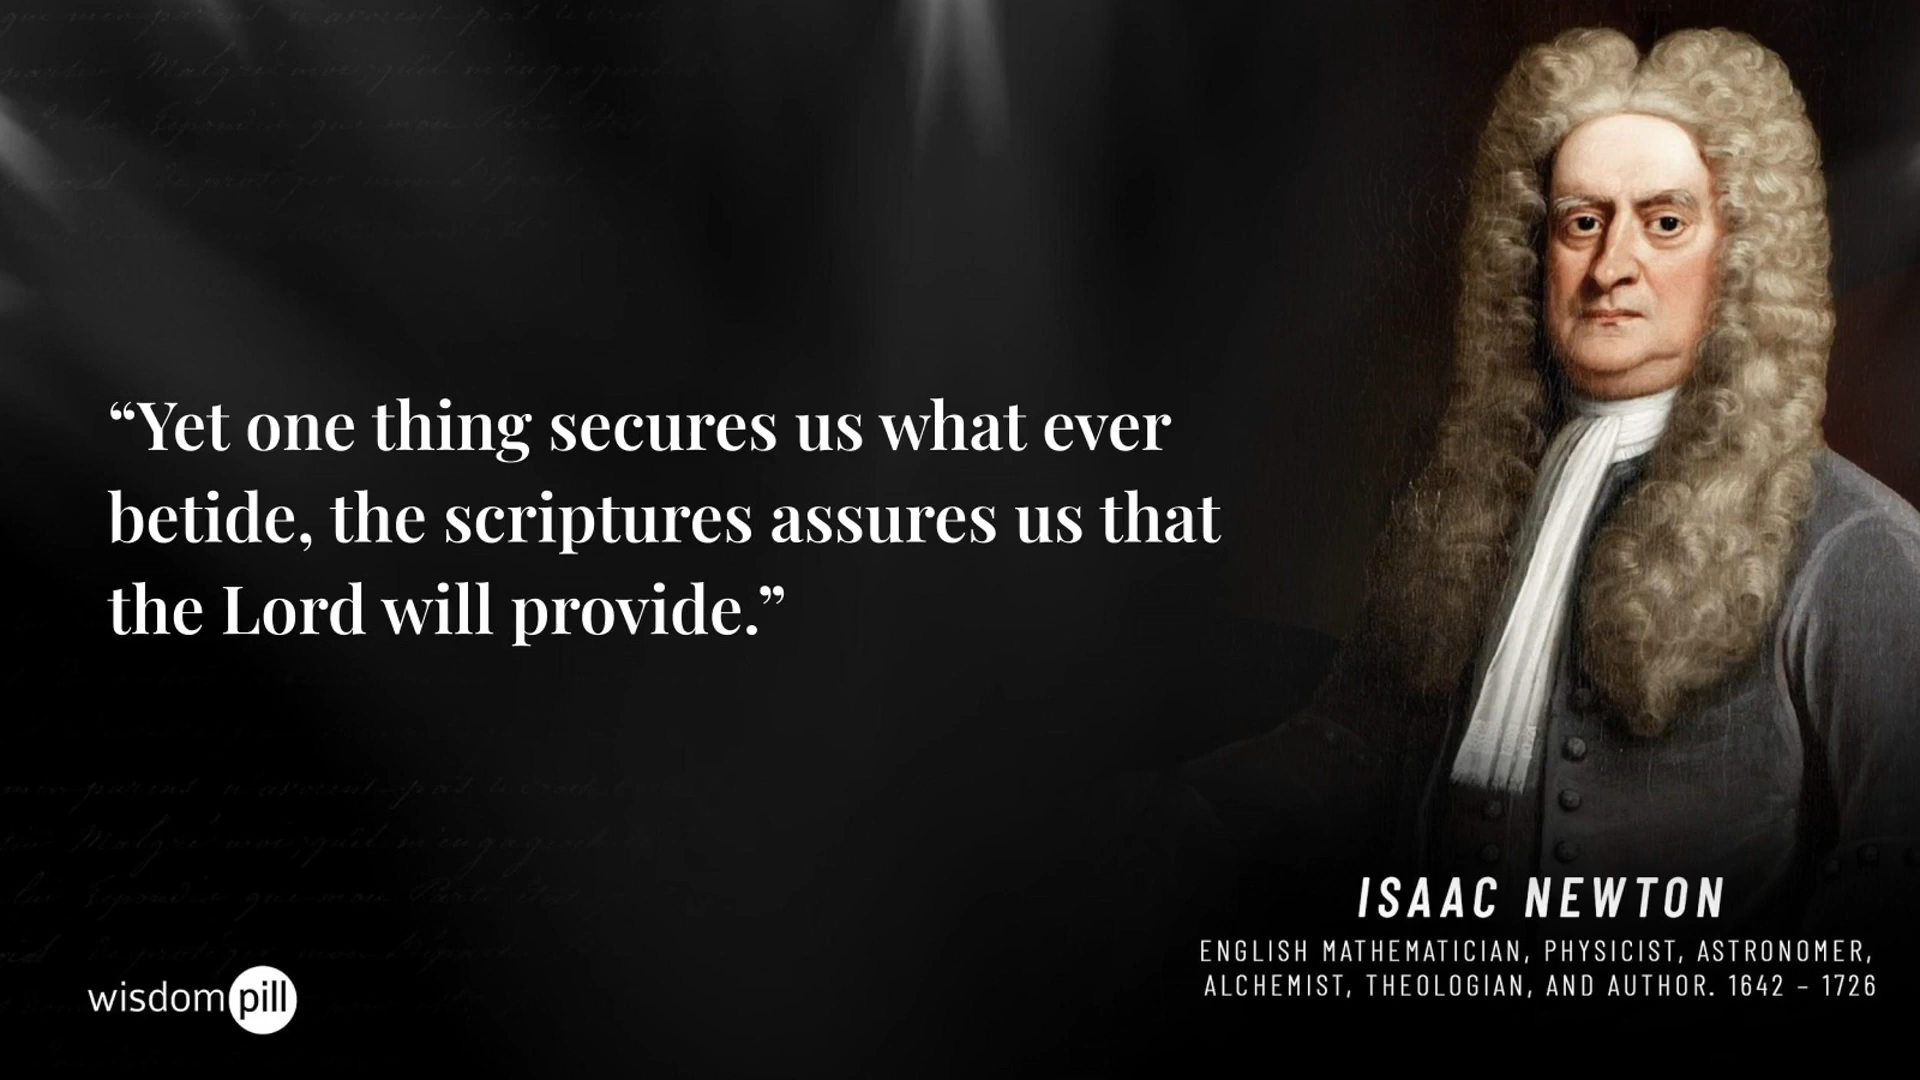 “Yet one thing secures us what ever
betide, the scriptures assures us that
the Lord will provide.”
ISAAC NEWTON
ENGLISH MATHEMATICIAN, PHYSICIST, ASTRONOMER,
ALCHEMIST, THEOLOGIAN, AND AUTHOR. 1642 – 1726
wisdom pill